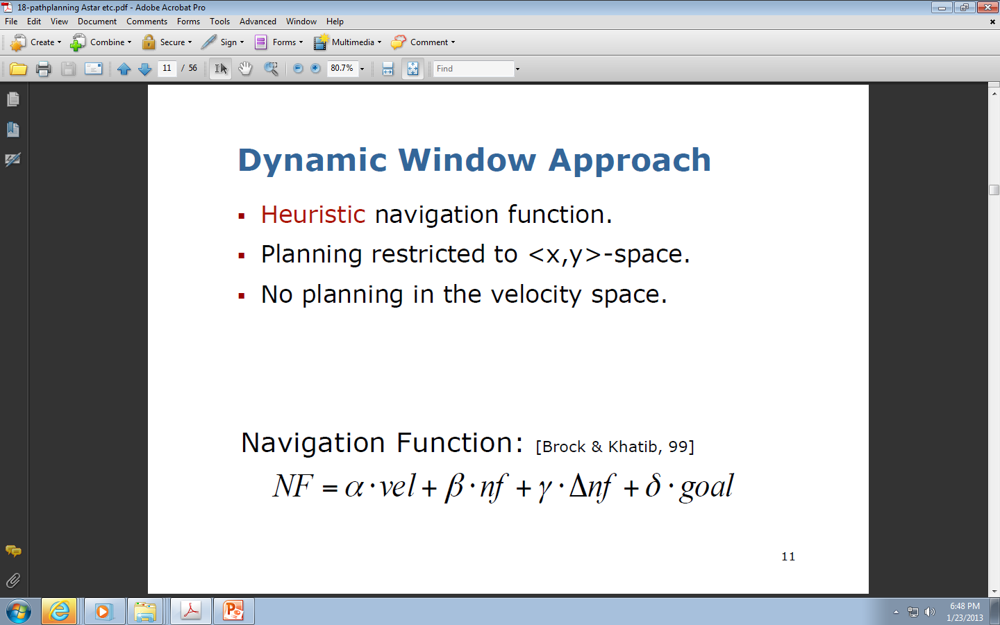 18-pathplanning Astar etc.pdf - Adobe Acrobat Pro
File Edit View Document Comments Forms Tools Advanced Window Help
Create Combine Secure Sign Forms Multimedia Comment
11 / 56 80.7% Find
Dynamic Window Approach
▪ Heuristic navigation function.
▪ Planning restricted to <x,y>-space.
▪ No planning in the velocity space.
Navigation Function: [Brock & Khatib, 99]
NF = α · vel + β · nf + γ · Δnf + δ · goal
11
6:48 PM
1/23/2013